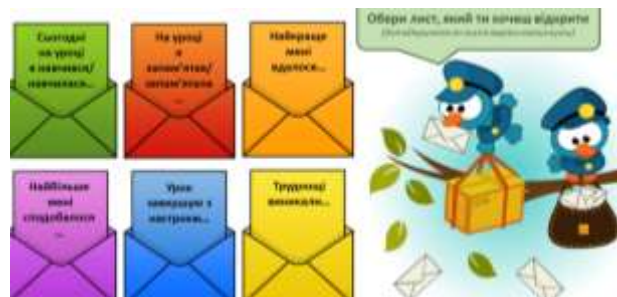 Сьогодні
на уроці
я навчився/
навчилася...
На уроці
я
запам'ятав/
запам'ятала
...
Найкраще
мені
вдалося...
Найбільше
мені
сподобалося
...
Урок
завершую з
настроєм...
Труднощі
виникали...
Обери лист, який ти хочеш відкрити